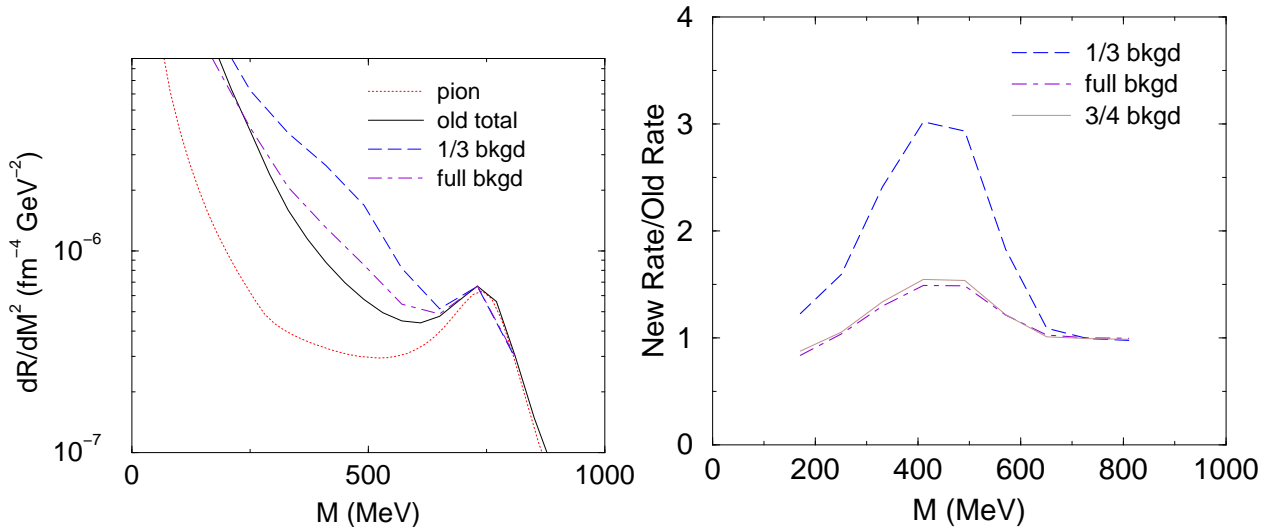 dR/dM² (fm⁻⁴ GeV⁻²)
10⁻⁶
10⁻⁷
pion
old total
1/3 bkgd
full bkgd
0
500
1000
M (MeV)
New Rate/Old Rate
4
3
2
1
0
1/3 bkgd
full bkgd
3/4 bkgd
0
200
400
600
800
1000
M (MeV)